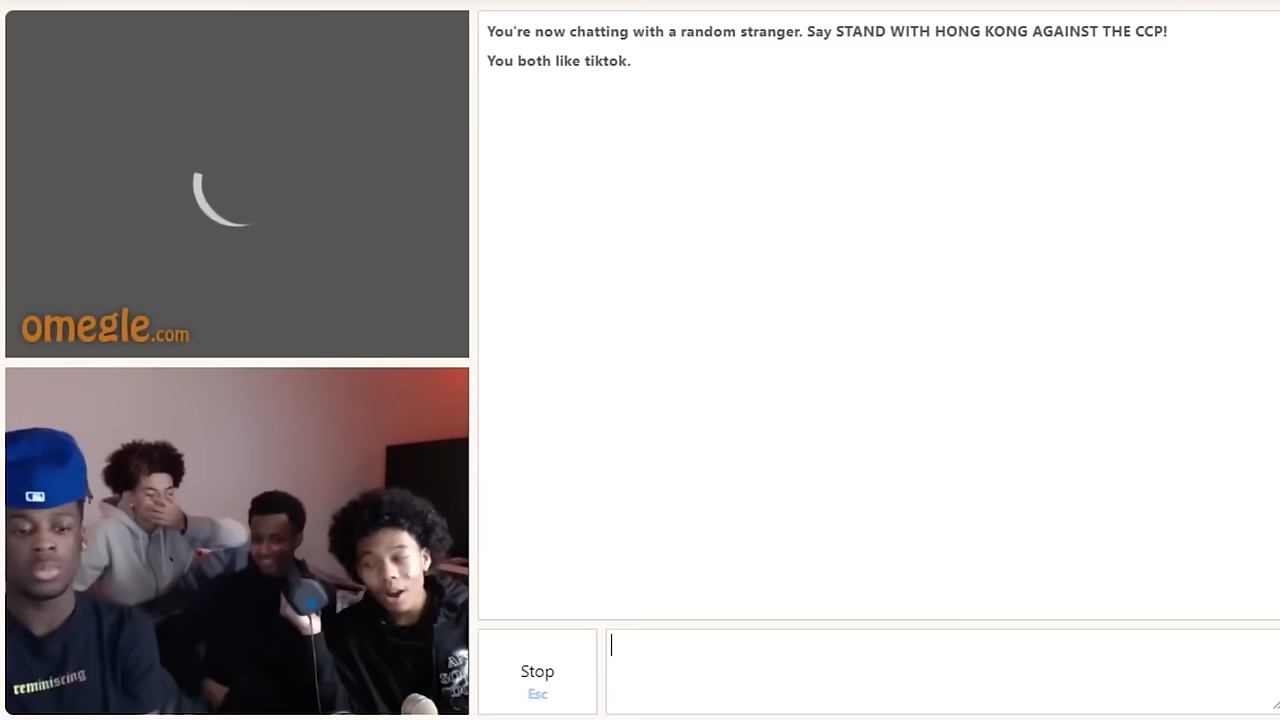 You're now chatting with a random stranger. Say STAND WITH HONG KONG AGAINST THE CCP!
You both like tiktok.
omegle.com
reminiscing
Stop
Esc